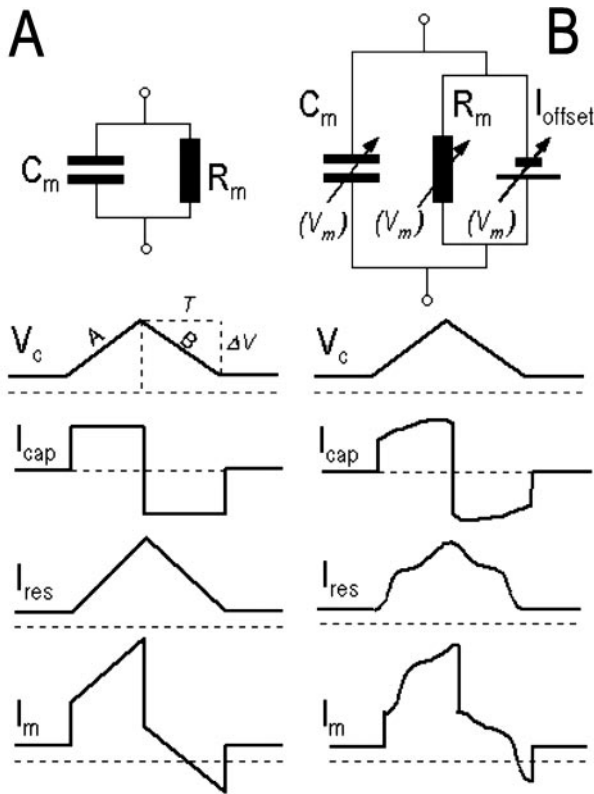 A
B
Cm
Rm
Cm
Rm
Ioffset
(Vm)
(Vm)
(Vm)
Vc
A
B
T
ΔV
Vc
Icap
Icap
Ires
Ires
Im
Im